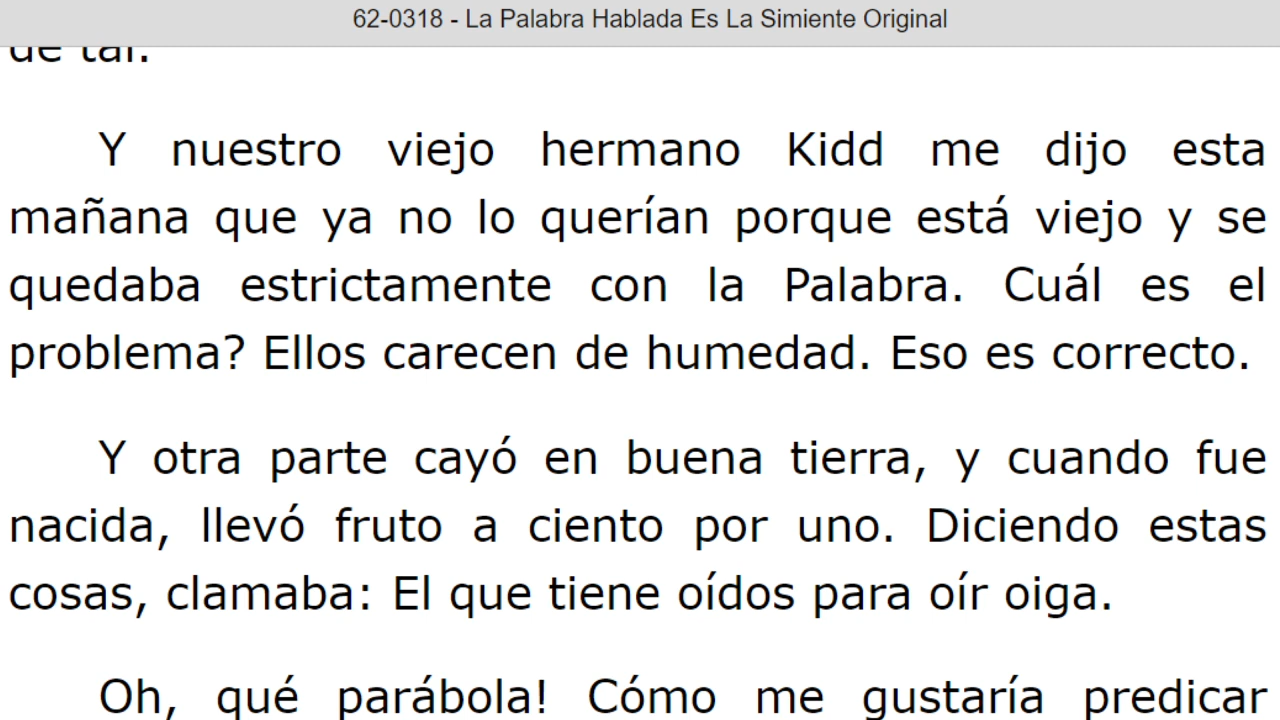 62-0318 - La Palabra Hablada Es La Simiente Original
de tal.
Y nuestro viejo hermano Kidd me dijo esta
mañana que ya no lo querían porque está viejo y se
quedaba estrictamente con la Palabra. Cuál es el
problema? Ellos carecen de humedad. Eso es correcto.
Y otra parte cayó en buena tierra, y cuando fue
nacida, llevó fruto a ciento por uno. Diciendo estas
cosas, clamaba: El que tiene oídos para oír oiga.
Oh, qué parábola! Cómo me gustaría predicar